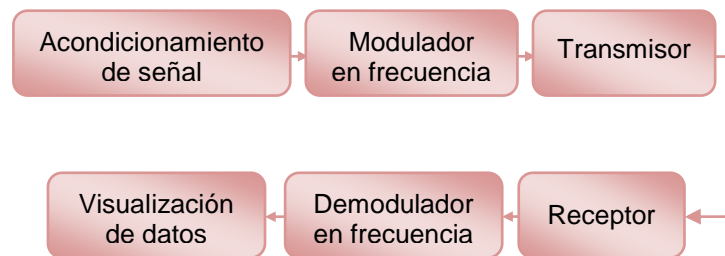 Acondicionamiento
de señal
Modulador
en frecuencia
Transmisor
Visualización
de datos
Demodulador
en frecuencia
Receptor